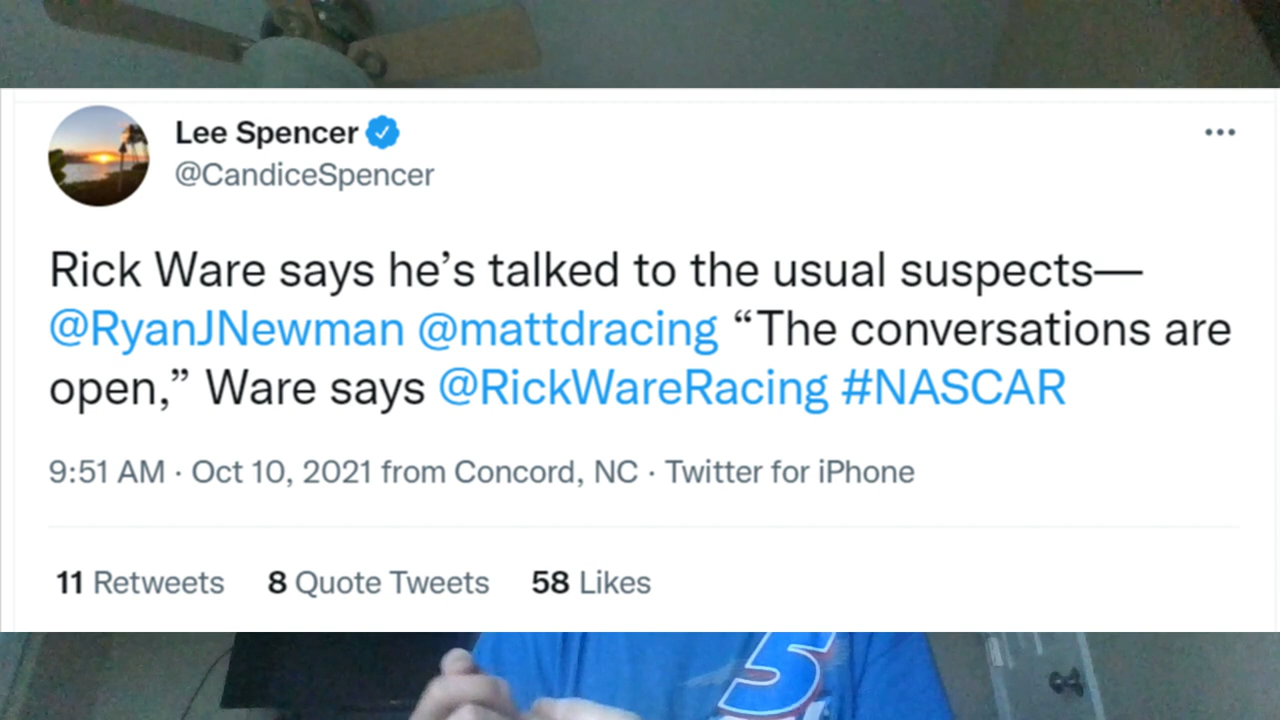 Lee Spencer
@CandiceSpencer
Rick Ware says he’s talked to the usual suspects—
@RyanJNewman @mattdracing “The conversations are
open,” Ware says @RickWareRacing #NASCAR
9:51 AM · Oct 10, 2021 from Concord, NC · Twitter for iPhone
11 Retweets 8 Quote Tweets 58 Likes
5